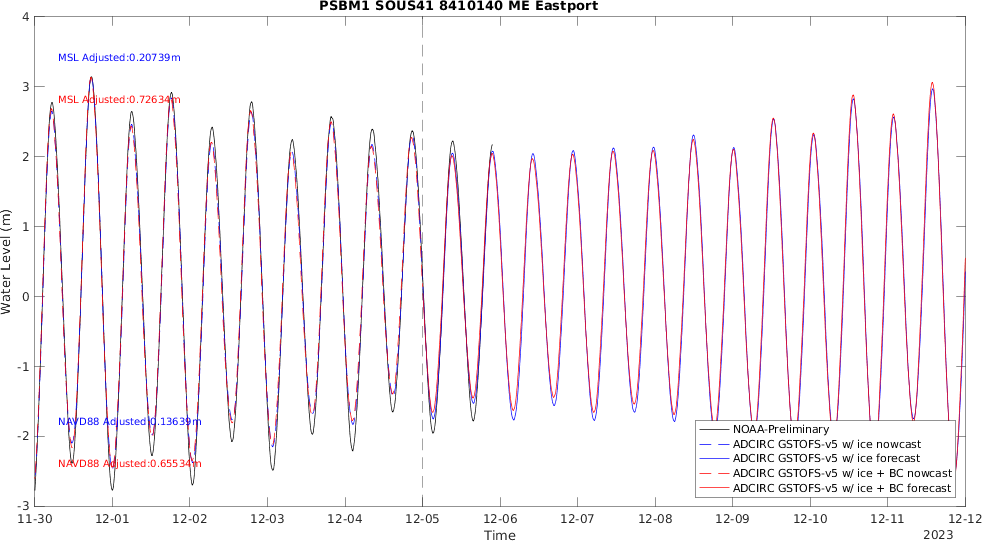 PSBM1 SOUS41 8410140 ME Eastport
Water Level (m)
4
3
2
1
0
-1
-2
-3
MSL Adjusted:0.20739m
MSL Adjusted:0.72634m
NAVD88 Adjusted:0.13639m
NAVD88 Adjusted:0.65534m
NOAA-Preliminary
ADCIRC GSTOFS-v5 w/ ice nowcast
ADCIRC GSTOFS-v5 w/ ice forecast
ADCIRC GSTOFS-v5 w/ ice + BC nowcast
ADCIRC GSTOFS-v5 w/ ice + BC forecast
11-30 12-01 12-02 12-03 12-04 12-05 12-06 12-07 12-08 12-09 12-10 12-11 12-12
Time
2023